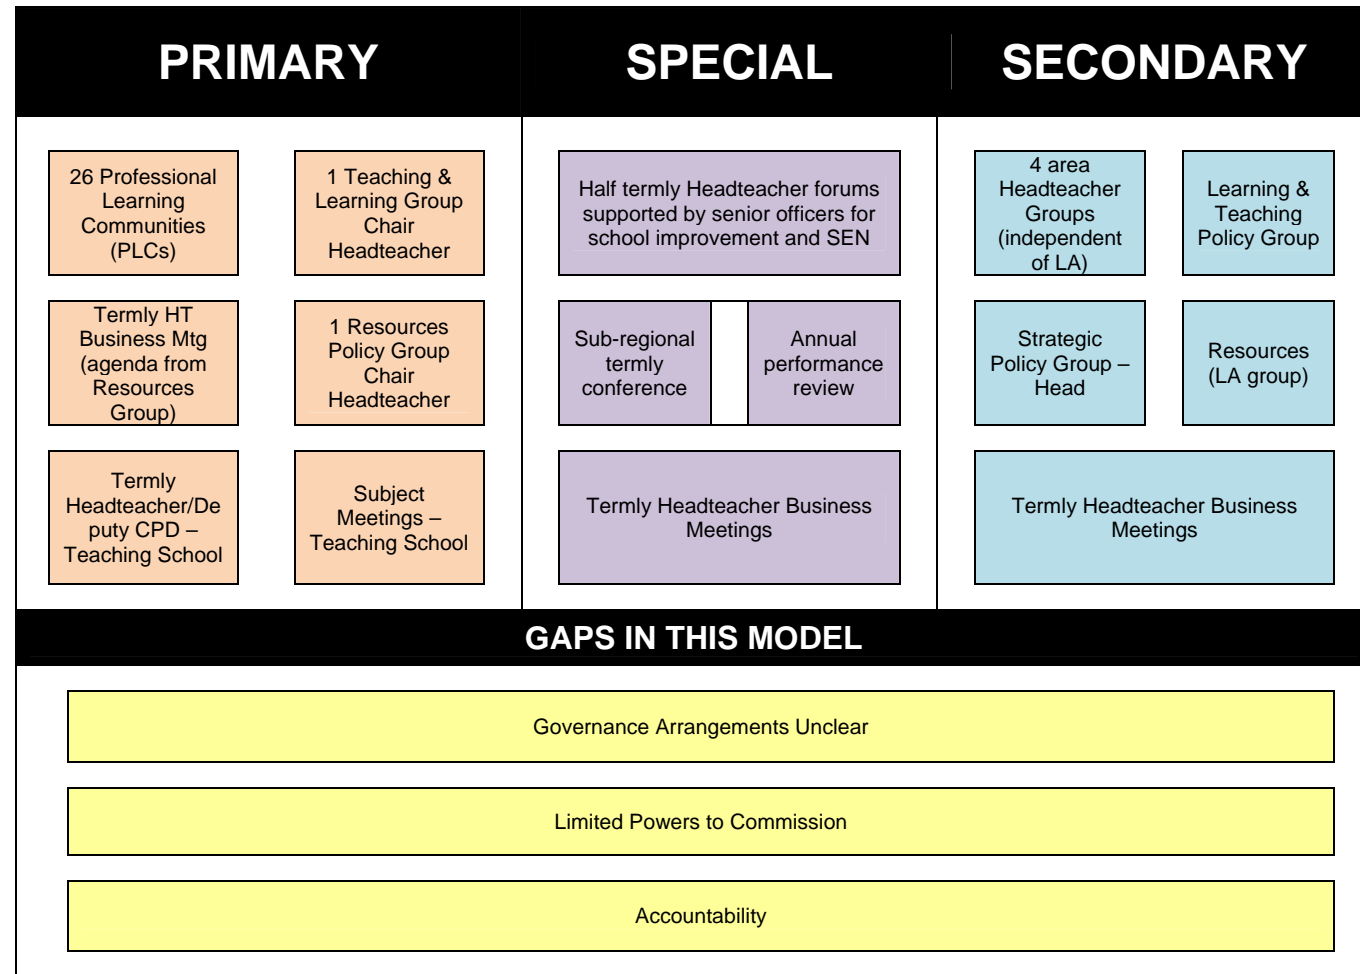 PRIMARY
SPECIAL
SECONDARY
26 Professional
Learning
Communities
(PLCs)
1 Teaching &
Learning Group
Chair
Headteacher
Termly HT
Business Mtg
(agenda from
Resources
Group)
1 Resources
Policy Group
Chair
Headteacher
Termly
Headteacher/De
puty CPD –
Teaching School
Subject
Meetings –
Teaching School
Half termly Headteacher forums
supported by senior officers for
school improvement and SEN
Sub-regional
termly
conference
Annual
performance
review
Termly Headteacher Business
Meetings
4 area
Headteacher
Groups
(independent
of LA)
Learning &
Teaching
Policy Group
Strategic
Policy Group –
Head
Resources
(LA group)
Termly Headteacher Business
Meetings
GAPS IN THIS MODEL
Governance Arrangements Unclear
Limited Powers to Commission
Accountability